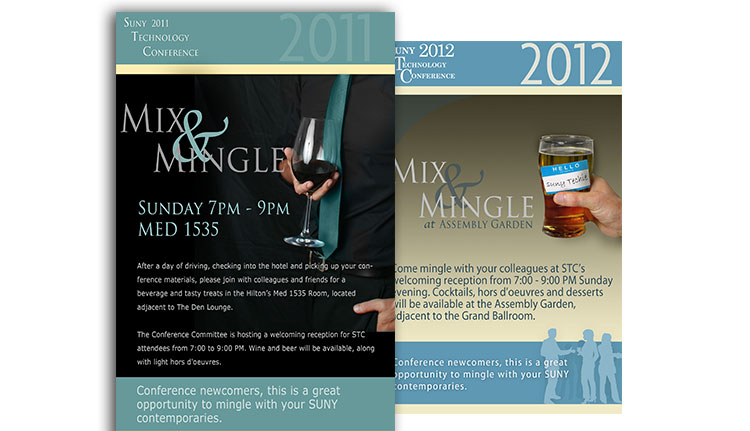 SUNY 2011
TECHNOLOGY
CONFERENCE
2011
MIX
&
MINGLE
SUNDAY 7PM - 9PM
MED 1535
After a day of driving, checking into the hotel and picking up your con-
ference materials, please join with colleagues and friends for a
beverage and tasty treats in the Hilton's Med 1535 Room, located
adjacent to The Den Lounge.
The Conference Committee is hosting a welcoming reception for STC
attendees from 7:00 to 9:00 PM. Wine and beer will be available, along
with light hors d'oeuvres.
Conference newcomers, this is a great
opportunity to mingle with your SUNY
contemporaries.
SUNY 2012
TECHNOLOGY
CONFERENCE
2012
HELLO
Suny Techie
MIX
&
MINGLE
at ASSEMBLY GARDEN
Come mingle with your colleagues at STC's
welcoming reception from 7:00 - 9:00 PM Sunday
evening. Cocktails, hors d'oeuvres and desserts
will be available at the Assembly Garden,
adjacent to the Grand Ballroom.
Conference newcomers, this is a great
opportunity to mingle with your SUNY
contemporaries.